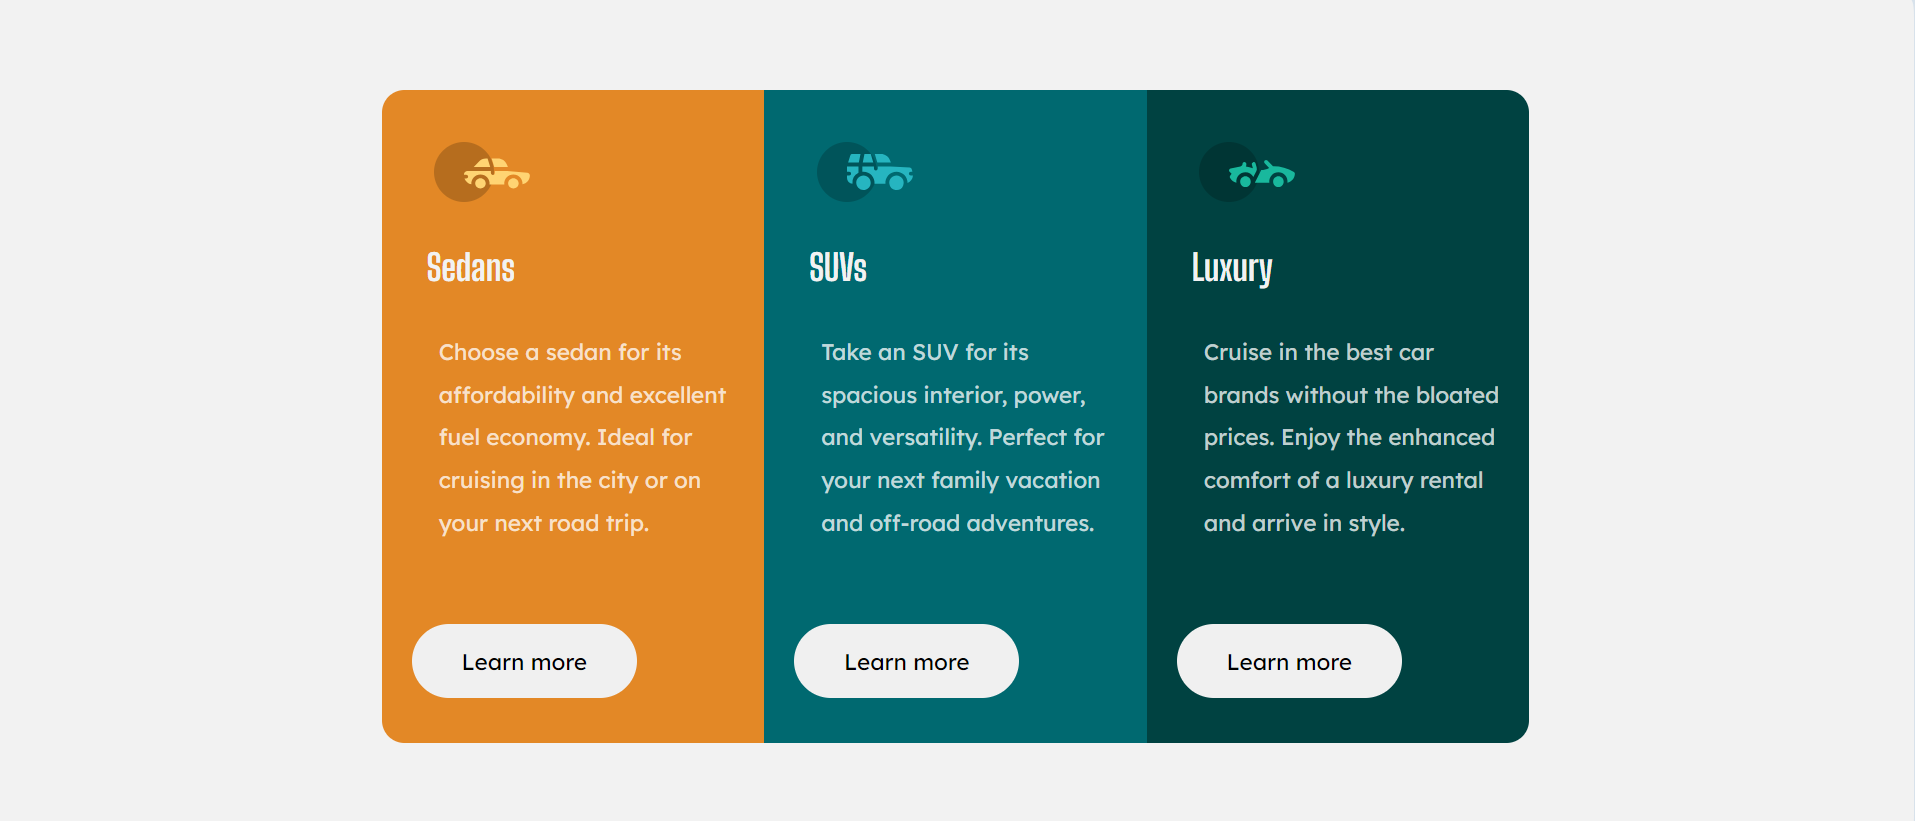 Sedans
Choose a sedan for its
affordability and excellent
fuel economy. Ideal for
cruising in the city or on
your next road trip.
Learn more
SUVs
Take an SUV for its
spacious interior, power,
and versatility. Perfect for
your next family vacation
and off-road adventures.
Learn more
Luxury
Cruise in the best car
brands without the bloated
prices. Enjoy the enhanced
comfort of a luxury rental
and arrive in style.
Learn more